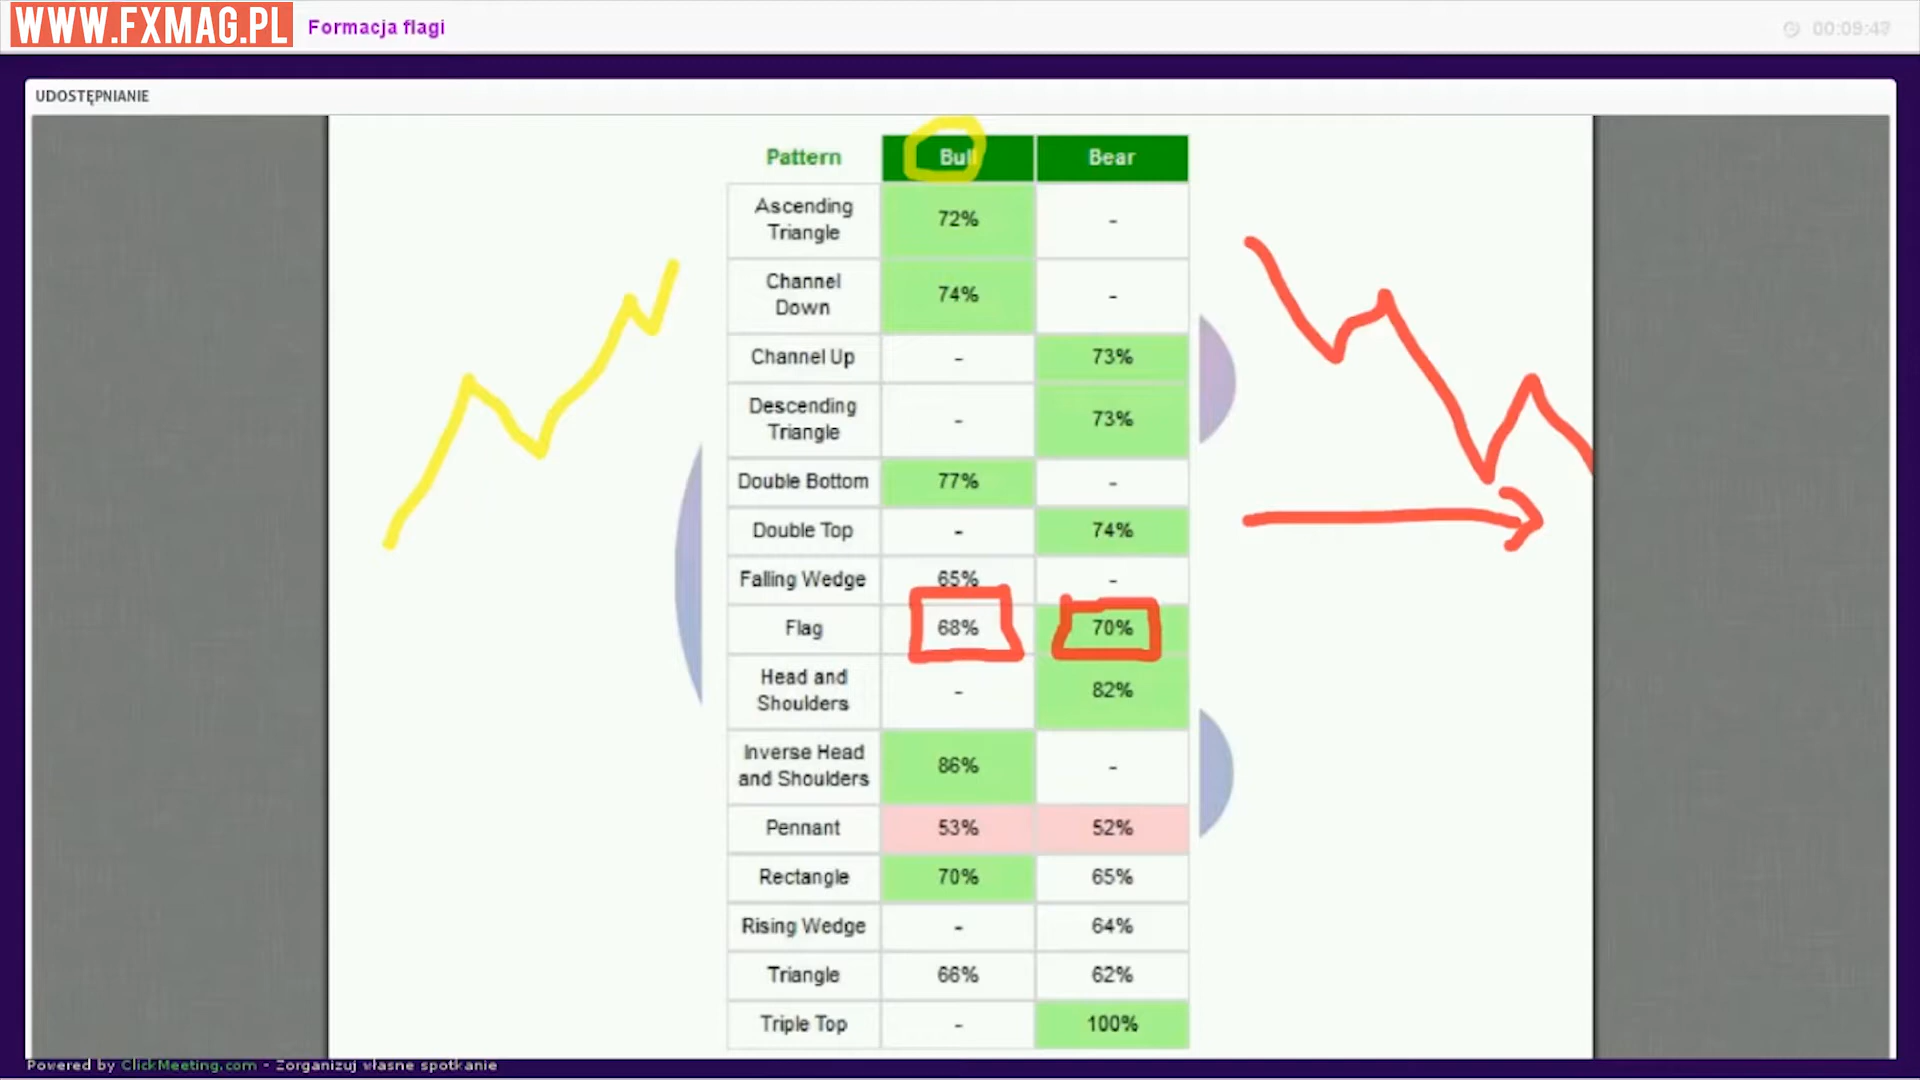 WWW.FXMAG.PL Formacja flagi
00:09:47
UDOSTĘPNIANIE
Pattern Bull Bear
Ascending
Triangle 72% -
Channel
Down 74% -
Channel Up - 73%
Descending
Triangle - 73%
Double Bottom 77% -
Double Top - 74%
Falling Wedge 65% -
Flag 68% 70%
Head and
Shoulders - 82%
Inverse Head
and Shoulders 86% -
Pennant 53% 52%
Rectangle 70% 65%
Rising Wedge - 64%
Triangle 66% 62%
Triple Top - 100%
Powered by ClickMeeting.com - Zorganizuj własne spotkanie